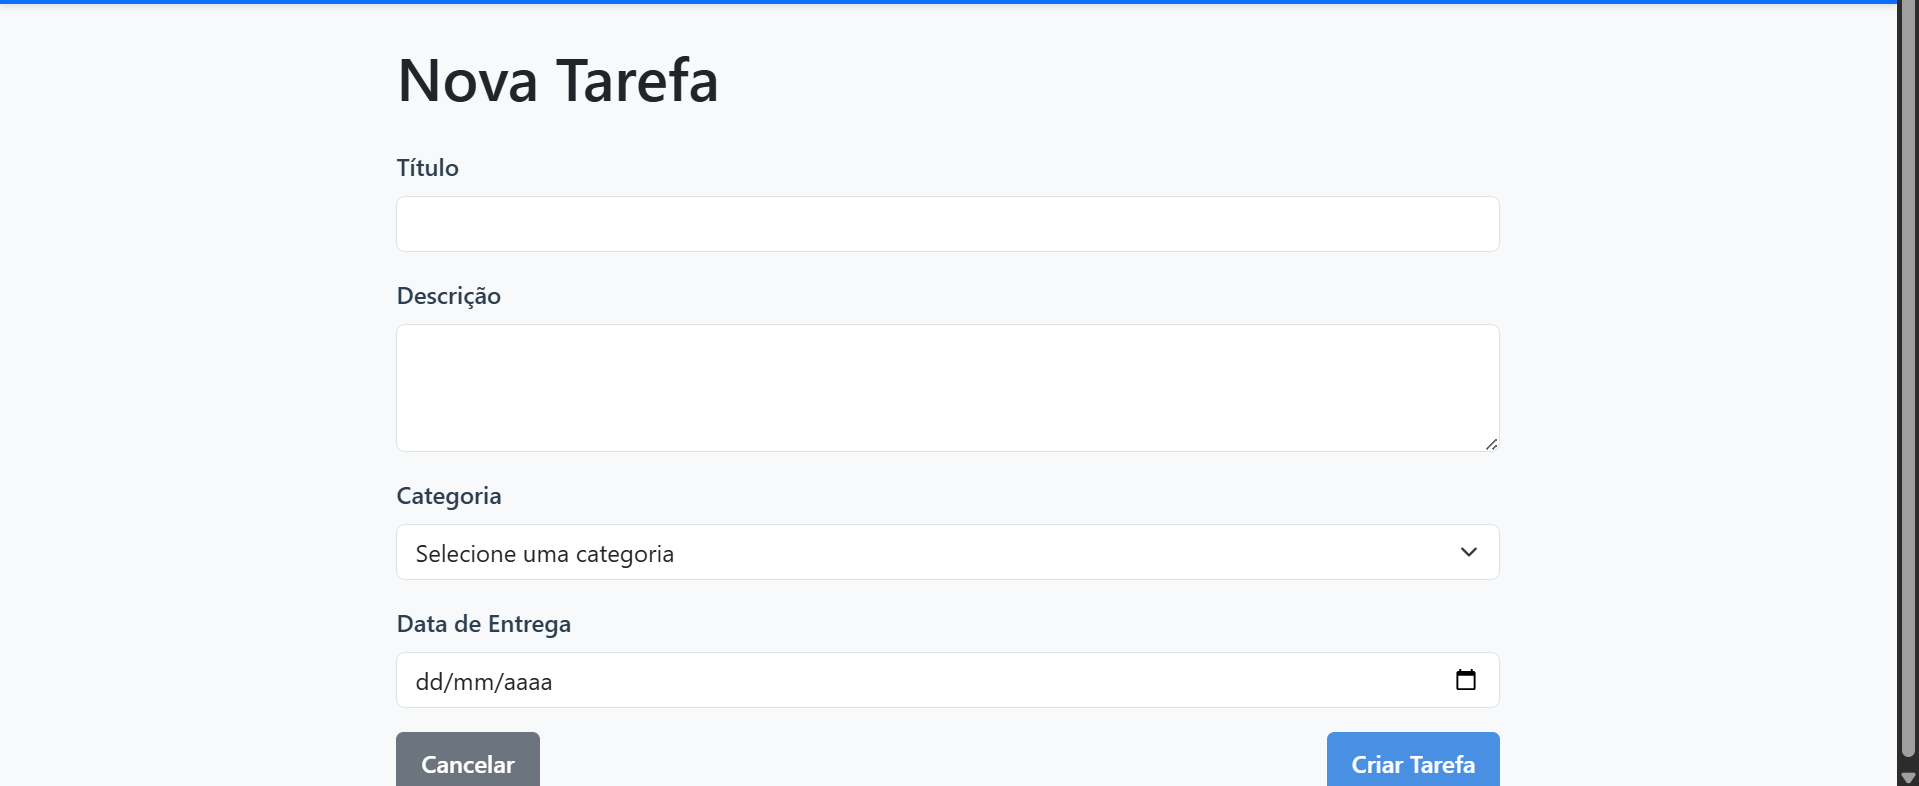 Nova Tarefa
Título
Descrição
Categoria
Selecione uma categoria
Data de Entrega
dd/mm/aaaa
Cancelar
Criar Tarefa